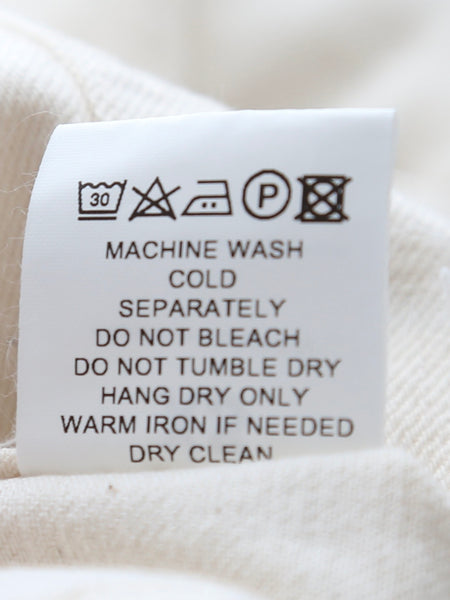 30 P
MACHINE WASH
COLD
SEPARATELY
DO NOT BLEACH
DO NOT TUMBLE DRY
HANG DRY ONLY
WARM IRON IF NEEDED
DRY CLEAN